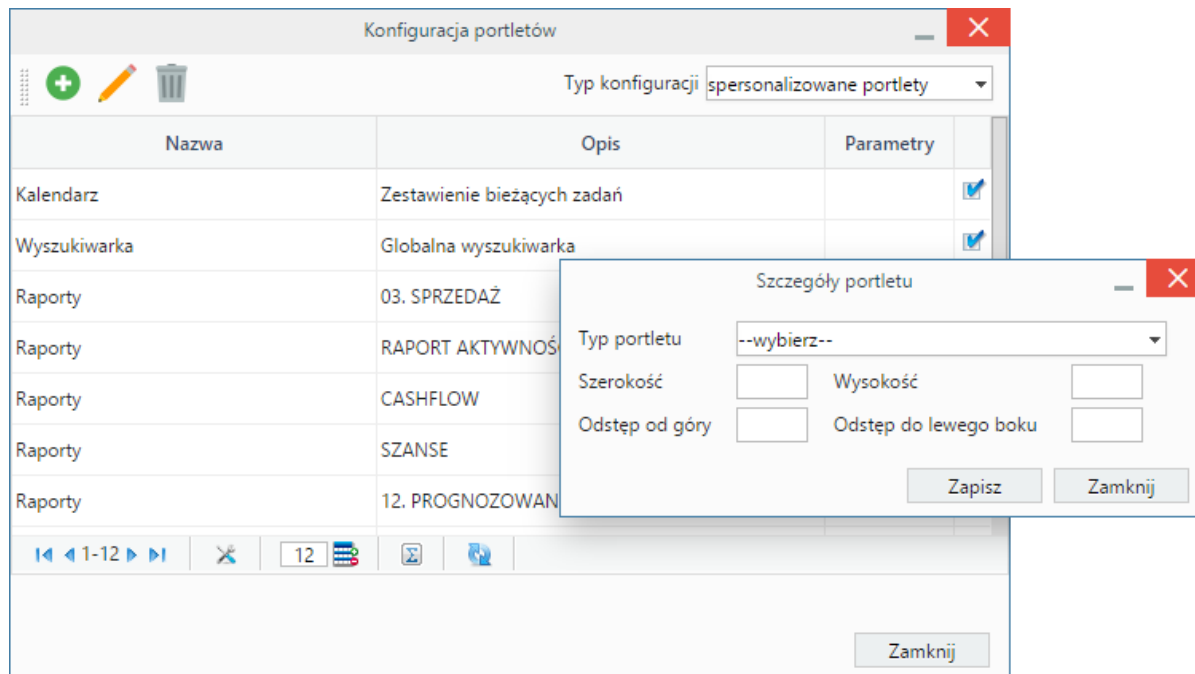 Konfiguracja portletów
Typ konfiguracji spersonalizowane portlety
Nazwa Opis Parametry
Kalendarz Zestawienie bieżących zadań
Wyszukiwarka Globalna wyszukiwarka
Raporty 03. SPRZEDAŻ
Raporty RAPORT AKTYWNOŚ
Raporty CASHFLOW
Raporty SZANSE
Raporty 12. PROGNOZOWAN
1-12 12 Σ
Zamknij
Szczegóły portletu
Typ portletu --wybierz--
Szerokość Wysokość
Odstęp od góry Odstęp do lewego boku
Zapisz Zamknij